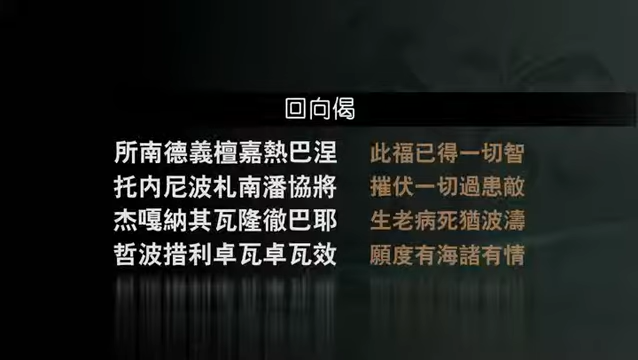 回向偈
所南德義檀嘉熱巴涅 此福已得一切智
托内尼波札南潘協將 摧伏一切過患敵
杰嘎納其瓦隆徹巴耶 生老病死猶波濤
哲波措利卓瓦卓瓦效 願度有海諸有情